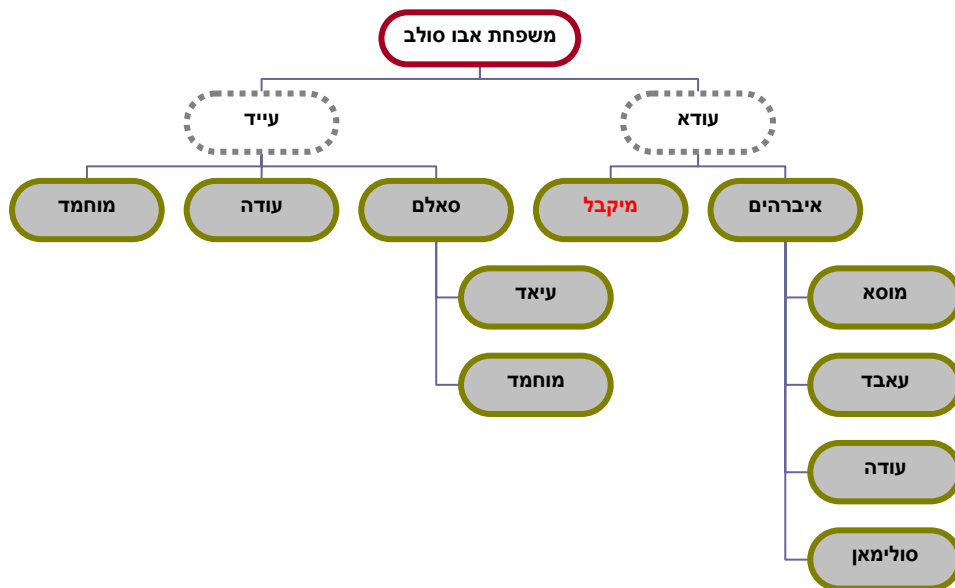 משפחת אבו סולב
עודא
עייד
איברהים
מיקבל
סאלם
עודה
מוחמד
מוסא
עיאד
עאבד
מוחמד
עודה
סולימאן